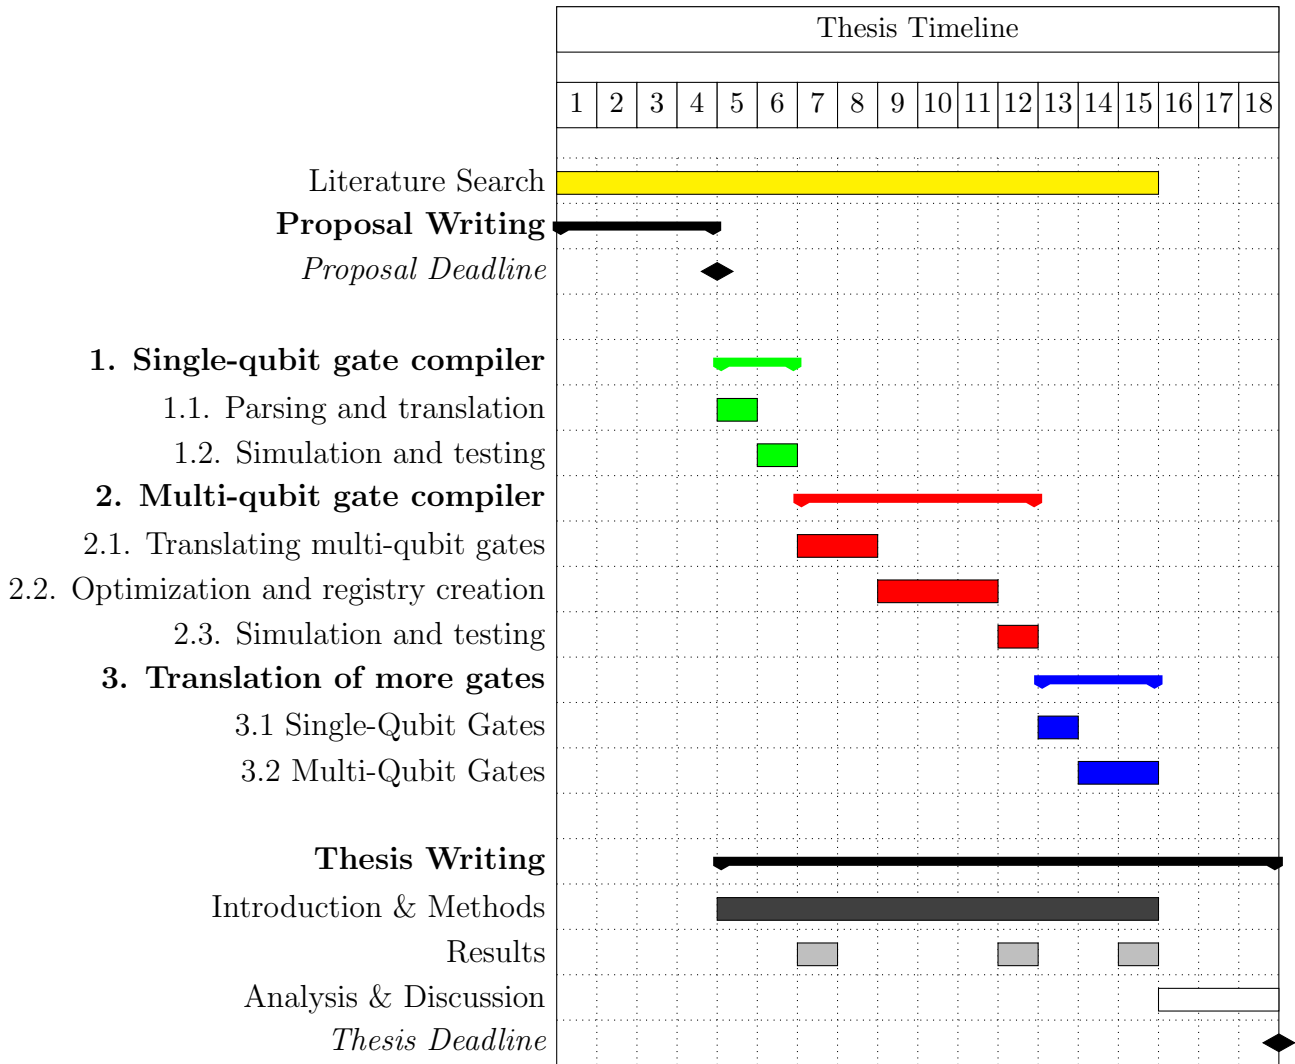 Thesis Timeline
1 2 3 4 5 6 7 8 9 10 11 12 13 14 15 16 17 18
Literature Search
Proposal Writing
Proposal Deadline
1. Single-qubit gate compiler
1.1. Parsing and translation
1.2. Simulation and testing
2. Multi-qubit gate compiler
2.1. Translating multi-qubit gates
2.2. Optimization and registry creation
2.3. Simulation and testing
3. Translation of more gates
3.1 Single-Qubit Gates
3.2 Multi-Qubit Gates
Thesis Writing
Introduction & Methods
Results
Analysis & Discussion
Thesis Deadline